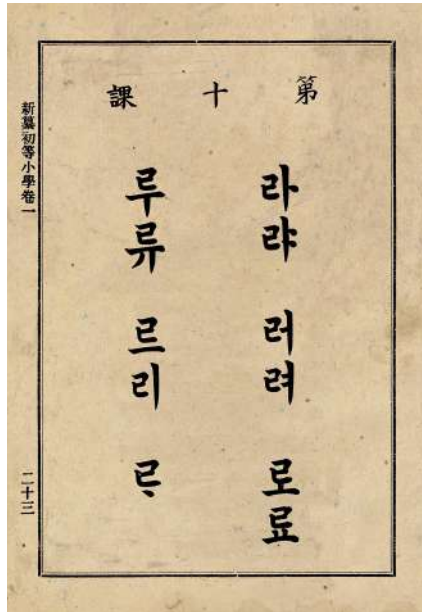 第十課
라랴 러려 로료
루류 르리 ᄅᆞ
新纂初等小學卷一
二十三